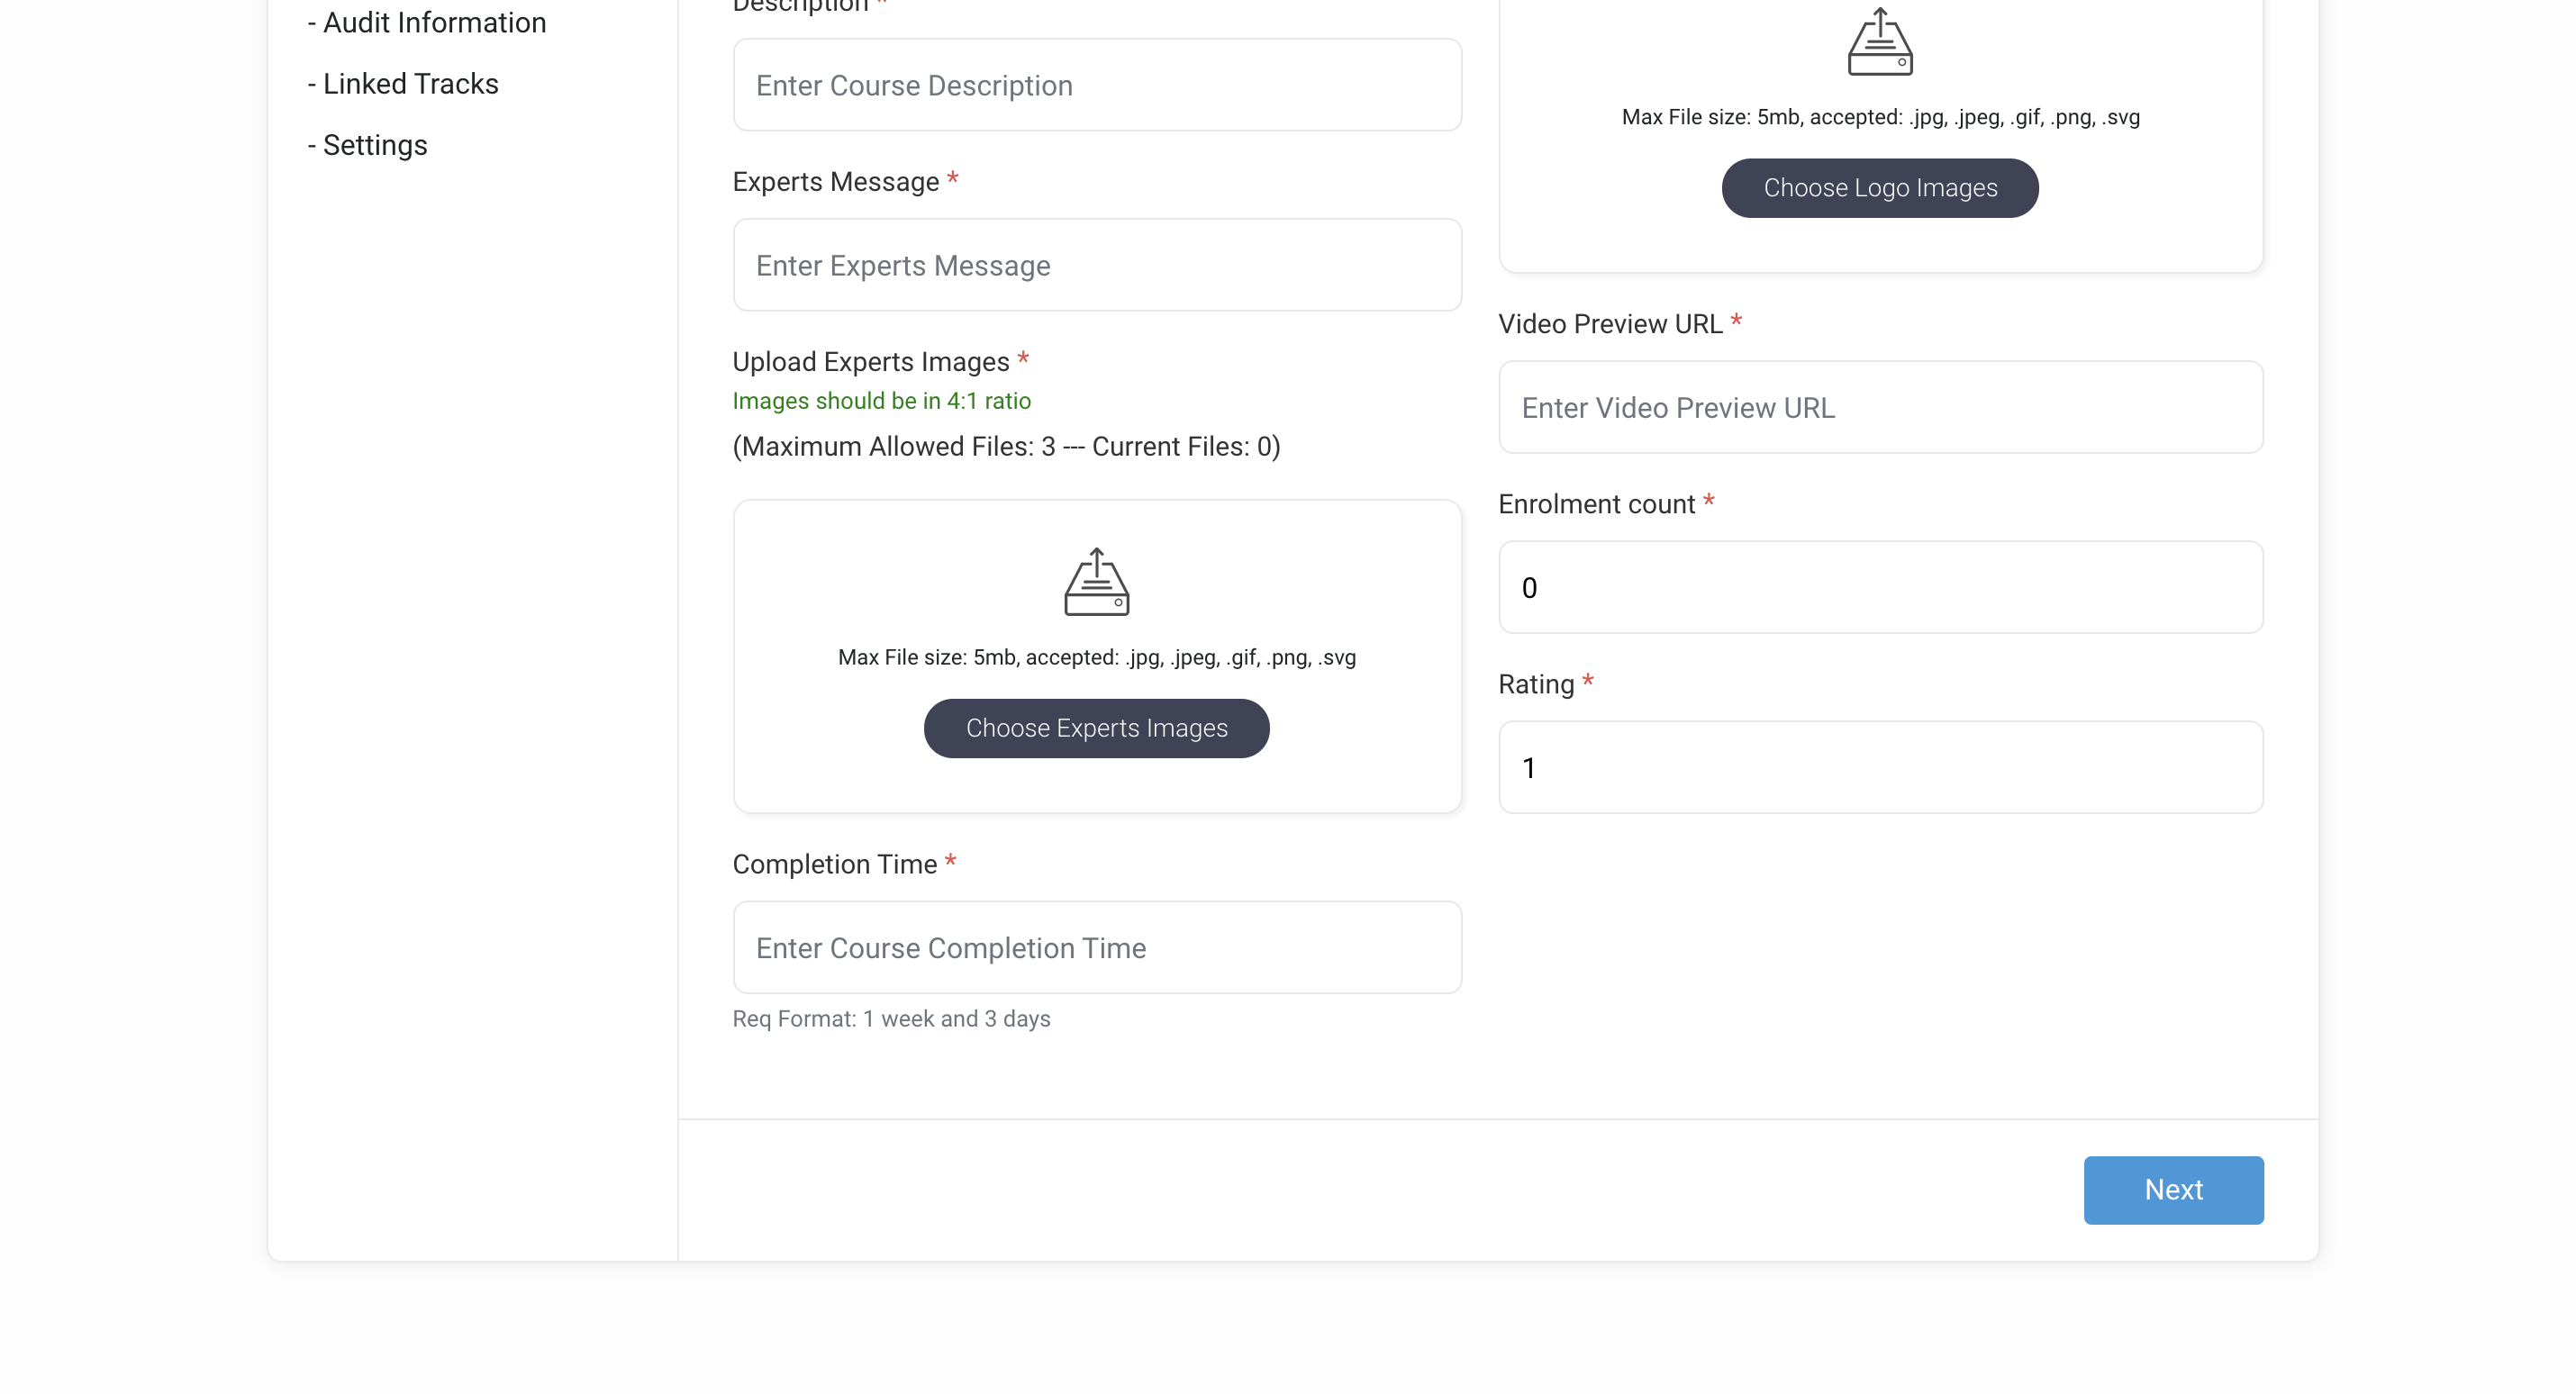 - Audit Information
- Linked Tracks
- Settings
Description *
Enter Course Description
Experts Message *
Enter Experts Message
Upload Experts Images *
Images should be in 4:1 ratio
(Maximum Allowed Files: 3 --- Current Files: 0)
Max File size: 5mb, accepted: .jpg, .jpeg, .gif, .png, .svg
Choose Experts Images
Completion Time *
Enter Course Completion Time
Req Format: 1 week and 3 days
Max File size: 5mb, accepted: .jpg, .jpeg, .gif, .png, .svg
Choose Logo Images
Video Preview URL *
Enter Video Preview URL
Enrolment count *
0
Rating *
1
Next